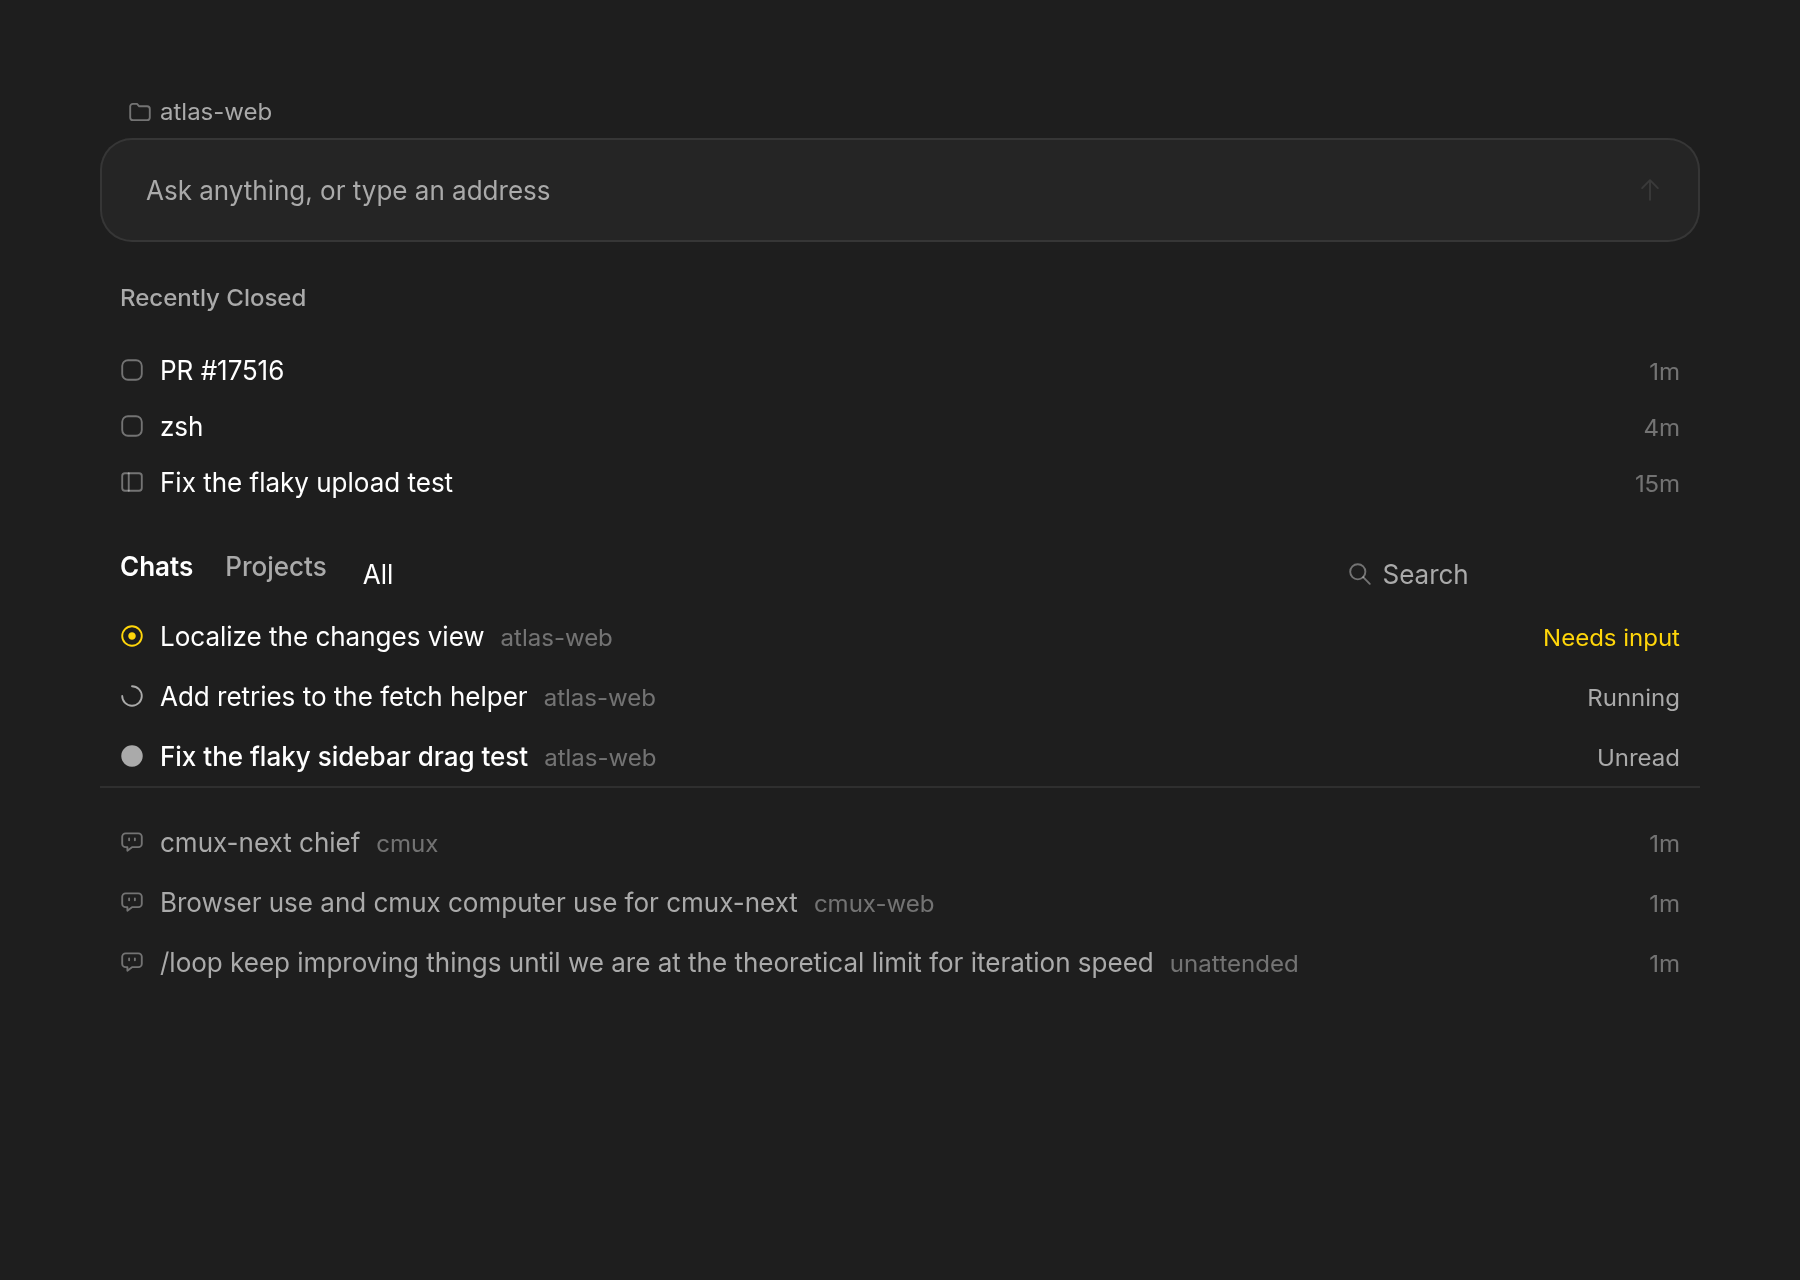 atlas-web
Ask anything, or type an address
Recently Closed
PR #17516 1m
zsh 4m
Fix the flaky upload test 15m
Chats Projects All Search
Localize the changes view atlas-web Needs input
Add retries to the fetch helper atlas-web Running
Fix the flaky sidebar drag test atlas-web Unread
cmux-next chief cmux 1m
Browser use and cmux computer use for cmux-next cmux-web 1m
/loop keep improving things until we are at the theoretical limit for iteration speed unattended 1m